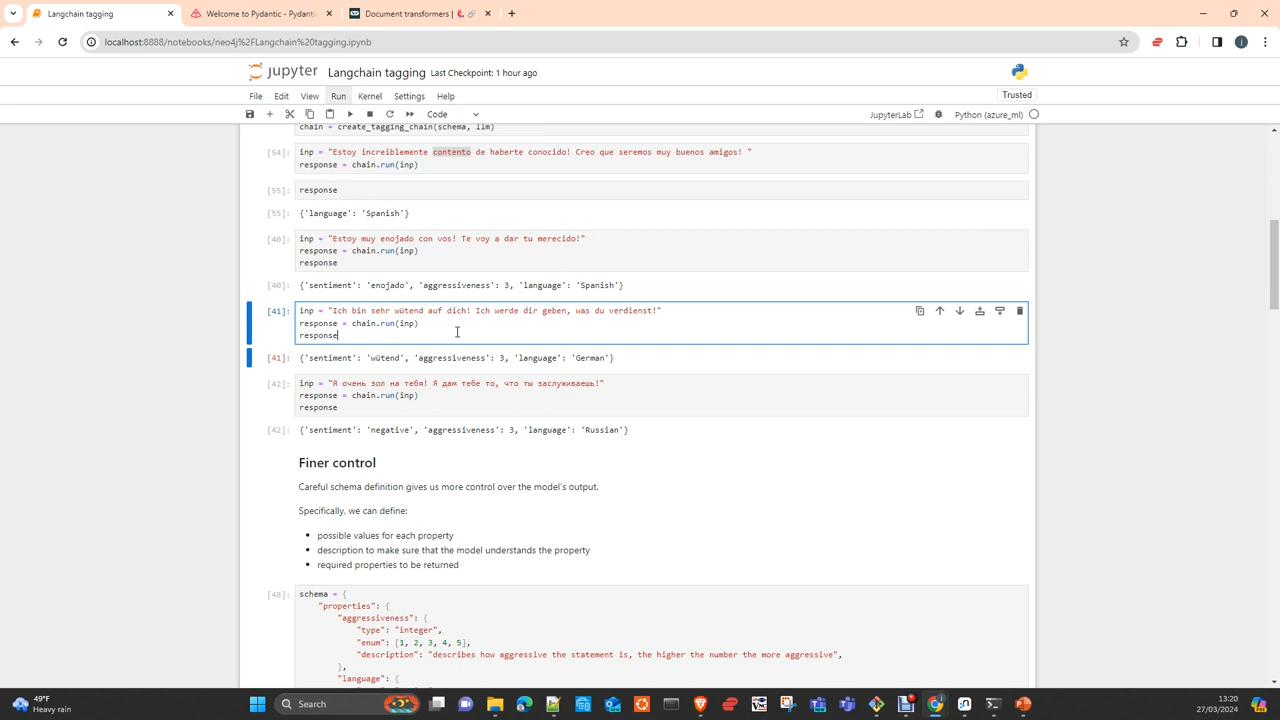 Langchain tagging
Welcome to Pydantic - Pydantic
Document transformers |
localhost:8888/notebooks/neo4j%2FLangchain%20tagging.ipynb
jupyter Langchain tagging Last Checkpoint: 1 hour ago
File Edit View Run Kernel Settings Help
Trusted
Code
JupyterLab
Python (azure_ml)
chain = create_tagging_chain(schema, llm)
[54]: inp = "Estoy increiblemente contento de haberte conocido! Creo que seremos muy buenos amigos! "
response = chain.run(inp)
[55]: response
[55]: {'language': 'Spanish'}
[40]: inp = "Estoy muy enojado con vos! Te voy a dar tu merecido!"
response = chain.run(inp)
response
[40]: {'sentiment': 'enojado', 'aggressiveness': 3, 'language': 'Spanish'}
[41]: inp = "Ich bin sehr wütend auf dich! Ich werde dir geben, was du verdienst!"
response = chain.run(inp)
response
[41]: {'sentiment': 'wütend', 'aggressiveness': 3, 'language': 'German'}
[42]: inp = "Я очень зол на тебя! Я дам тебе то, что ты заслуживаешь!"
response = chain.run(inp)
response
[42]: {'sentiment': 'negative', 'aggressiveness': 3, 'language': 'Russian'}
Finer control
Careful schema definition gives us more control over the model's output.
Specifically, we can define:
• possible values for each property
• description to make sure that the model understands the property
• required properties to be returned
[48]: schema = {
"properties": {
"aggressiveness": {
"type": "integer",
"enum": [1, 2, 3, 4, 5],
"description": "describes how aggressive the statement is, the higher the number the more aggressive",
},
"language": {
49°F
Heavy rain
Search
13:20
27/03/2024